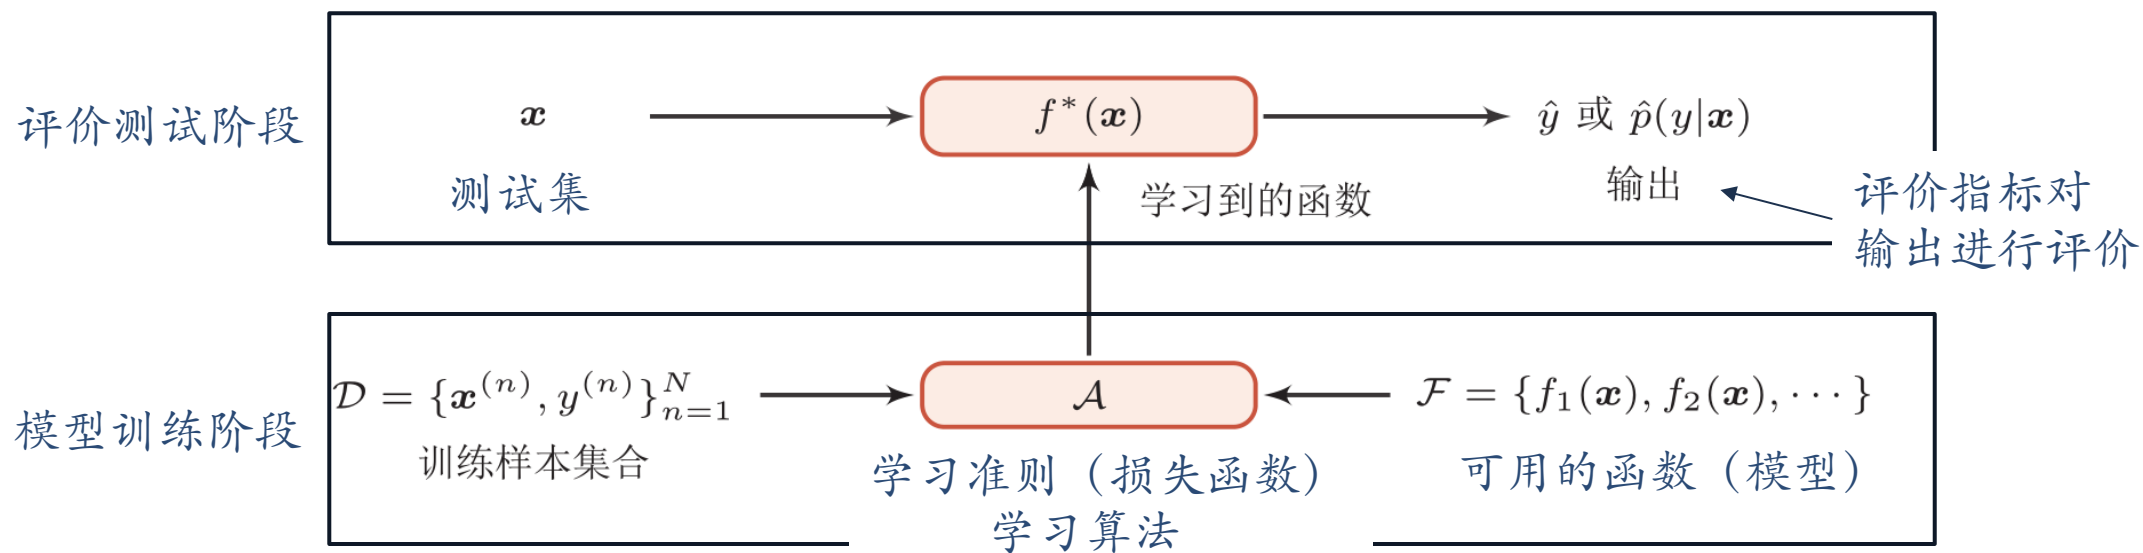 评价测试阶段
x
测试集
f*(x)
学习到的函数
ŷ 或 p̂(y|x)
输出
评价指标对
输出进行评价
模型训练阶段
𝒟 = {x^(n), y^(n)}_{n=1}^N
训练样本集合
𝒜
学习准则（损失函数）
学习算法
ℱ = {f₁(x), f₂(x), ···}
可用的函数（模型）